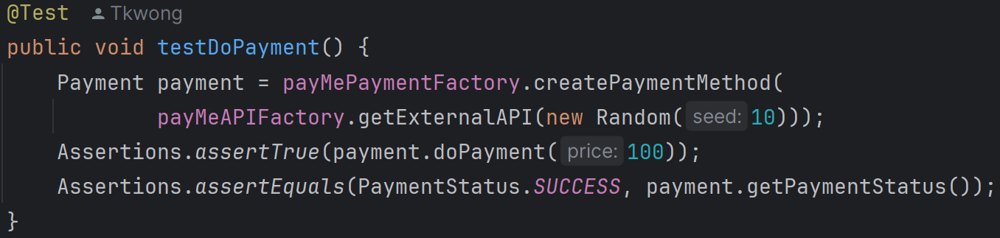 @Test Tkwong
public void testDoPayment() {
    Payment payment = payMePaymentFactory.createPaymentMethod(
            payMeAPIFactory.getExternalAPI(new Random( seed: 10)));
    Assertions.assertTrue(payment.doPayment( price: 100));
    Assertions.assertEquals(PaymentStatus.SUCCESS, payment.getPaymentStatus());
}